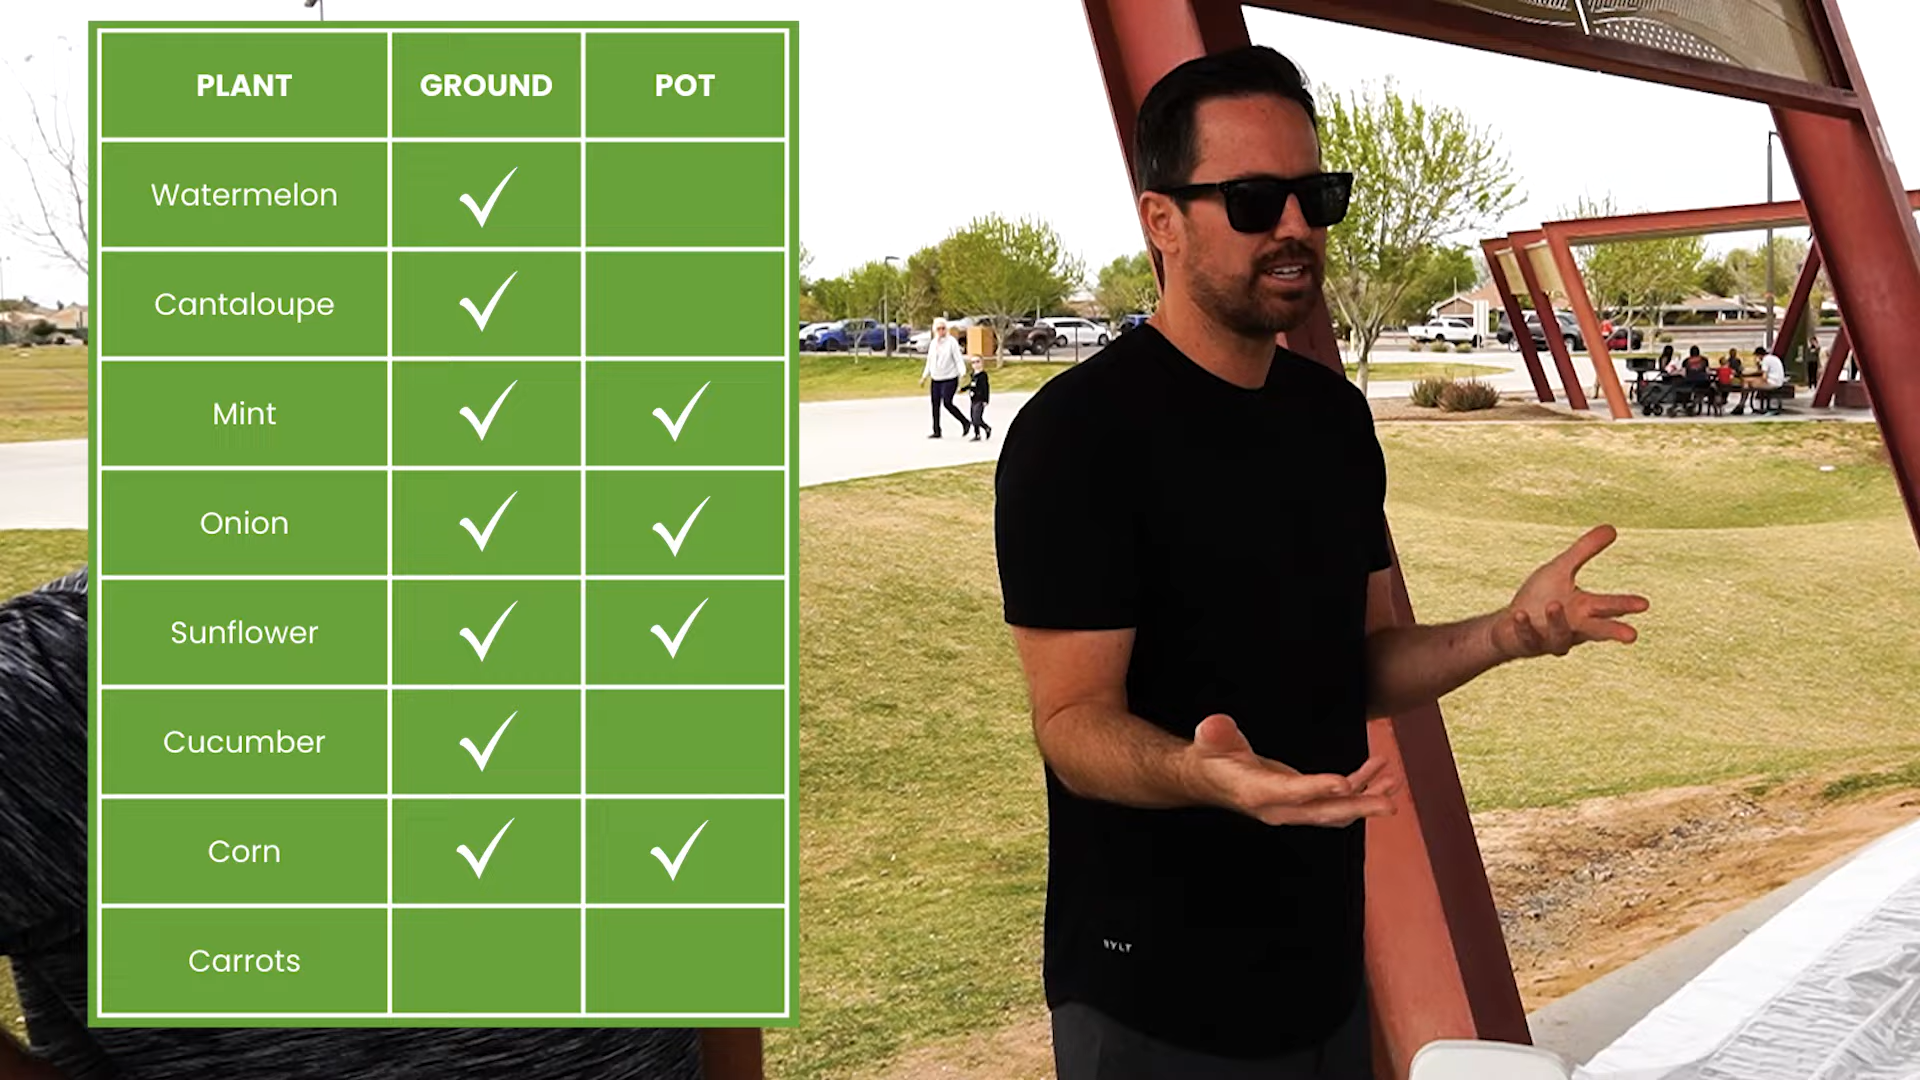 PLANT GROUND POT
Watermelon ✓
Cantaloupe ✓
Mint ✓ ✓
Onion ✓ ✓
Sunflower ✓ ✓
Cucumber ✓
Corn ✓ ✓
Carrots